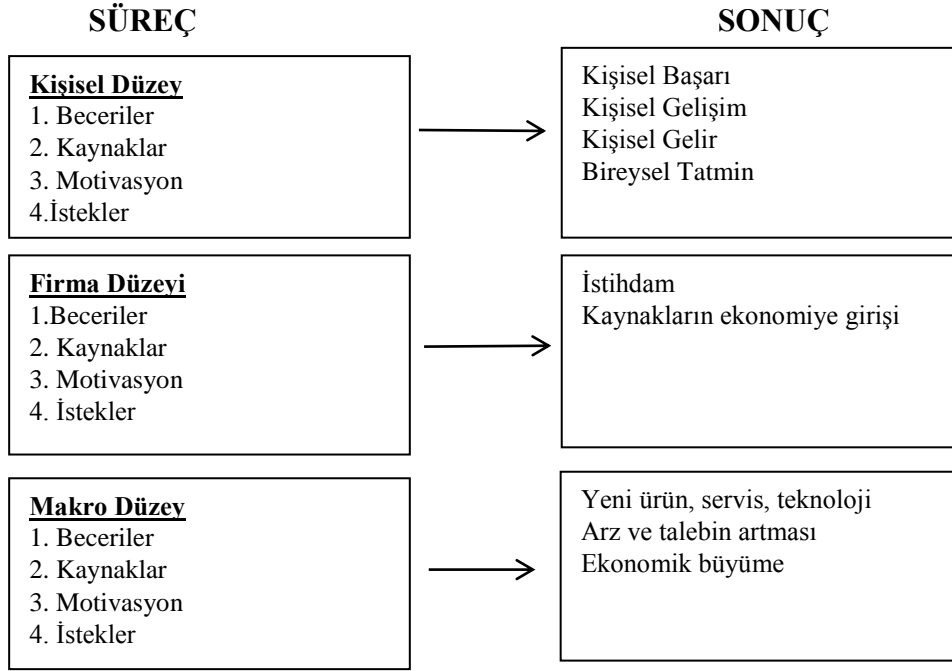 SÜREÇ
SONUÇ
Kişisel Düzey
1. Beceriler
2. Kaynaklar
3. Motivasyon
4.İstekler
Kişisel Başarı
Kişisel Gelişim
Kişisel Gelir
Bireysel Tatmin
Firma Düzeyi
1.Beceriler
2. Kaynaklar
3. Motivasyon
4. İstekler
İstihdam
Kaynakların ekonomiye girişi
Makro Düzey
1. Beceriler
2. Kaynaklar
3. Motivasyon
4. İstekler
Yeni ürün, servis, teknoloji
Arz ve talebin artması
Ekonomik büyüme